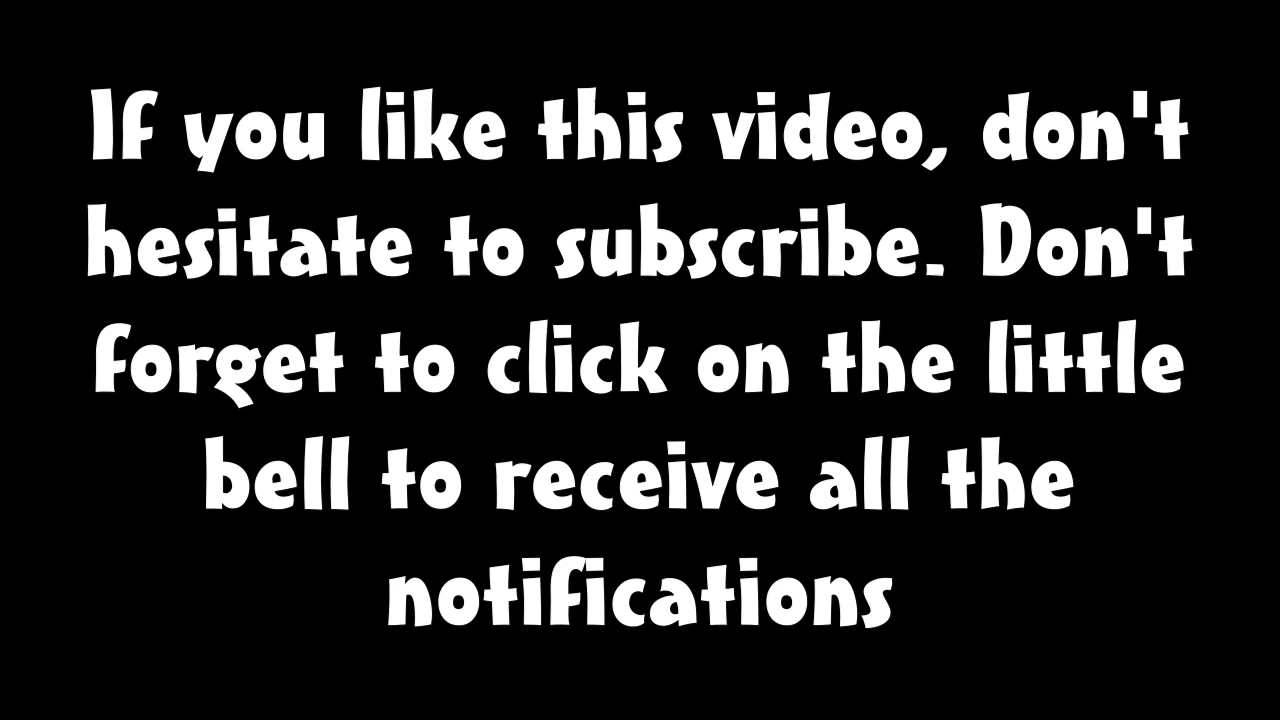 If you like this video, don't
hesitate to subscribe. Don't
forget to click on the little
bell to receive all the
notifications